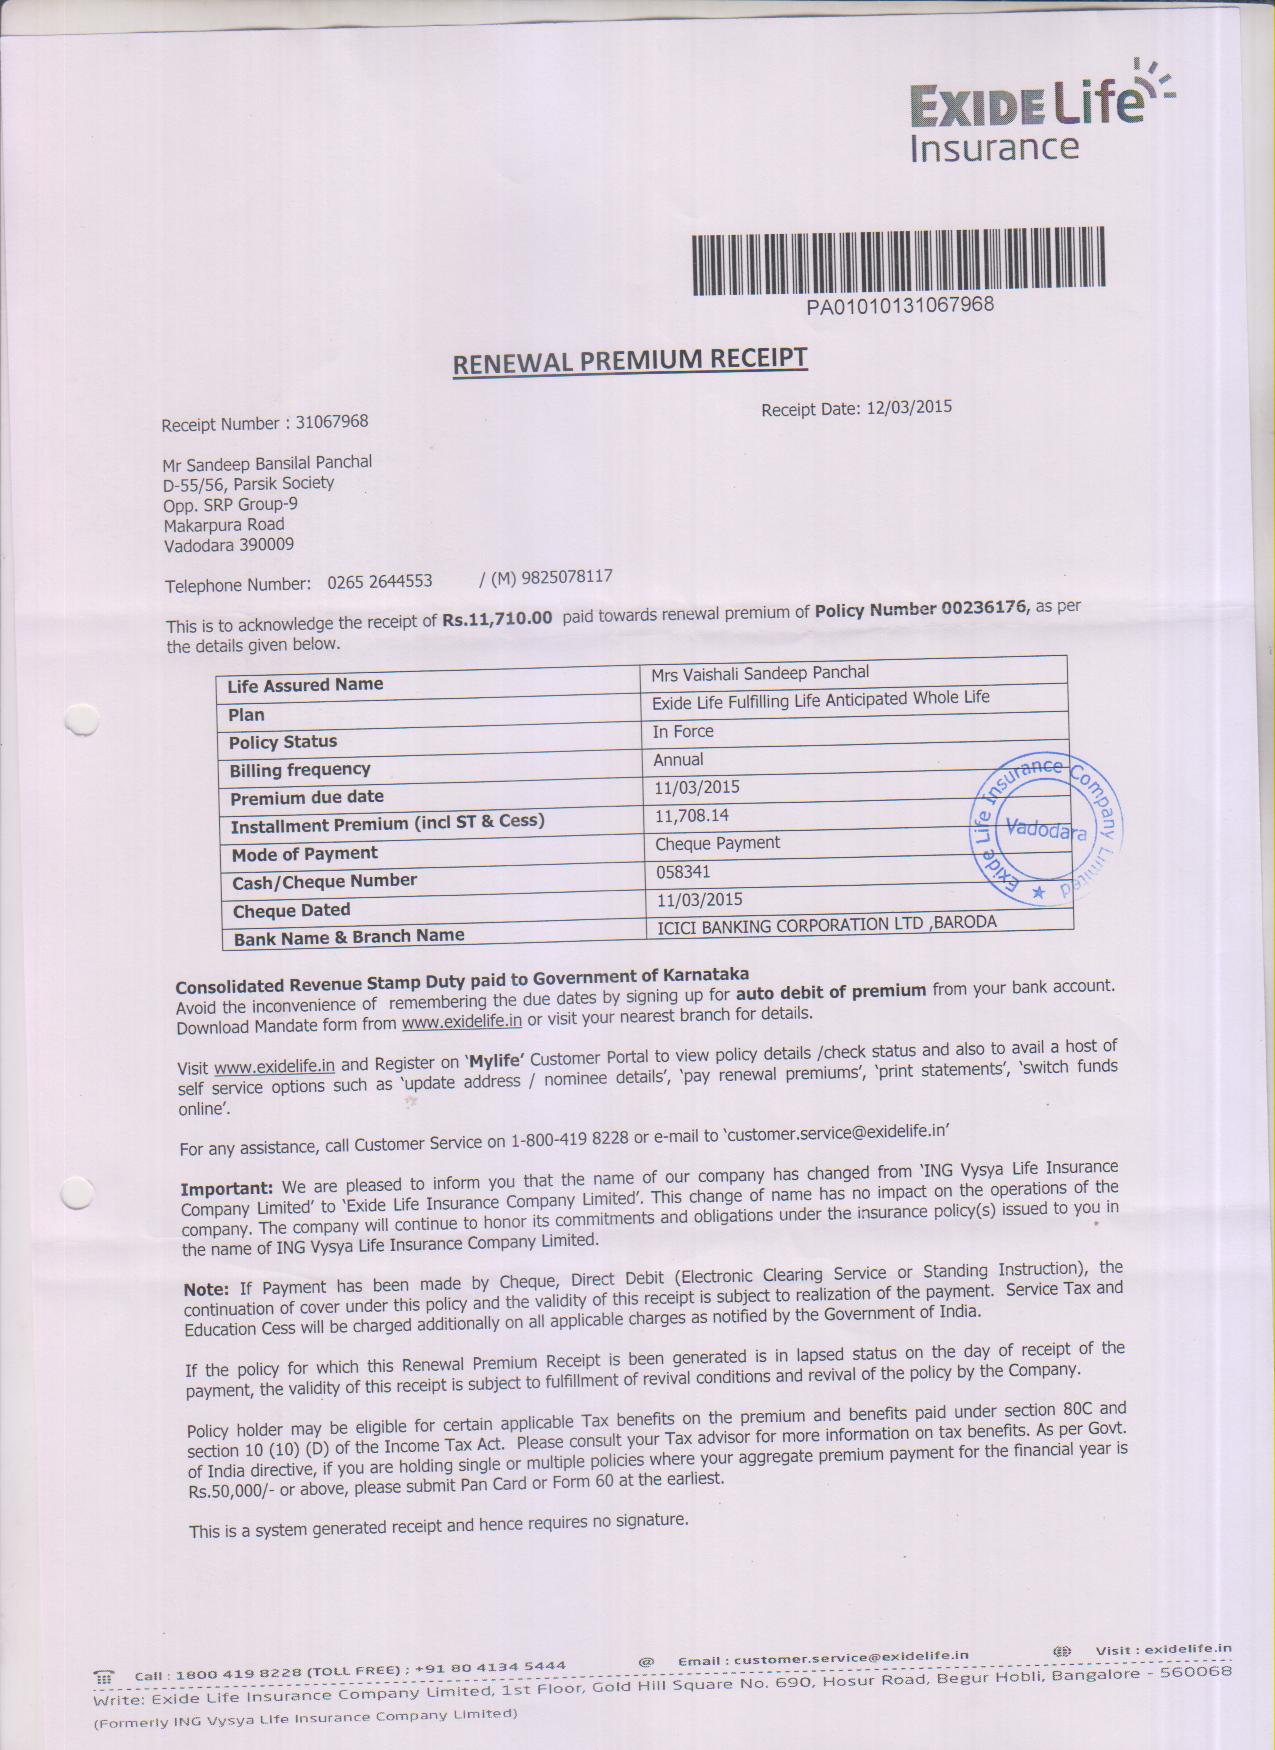 EXIDE Life
Insurance
PA01010131067968
RENEWAL PREMIUM RECEIPT
Receipt Number : 31067968
Receipt Date: 12/03/2015
Mr Sandeep Bansilal Panchal
D-55/56, Parsik Society
Opp. SRP Group-9
Makarpura Road
Vadodara 390009
Telephone Number: 0265 2644553 / (M) 9825078117
This is to acknowledge the receipt of Rs.11,710.00 paid towards renewal premium of Policy Number 00236176, as per
the details given below.
Life Assured Name Mrs Vaishali Sandeep Panchal
Plan Exide Life Fulfilling Life Anticipated Whole Life
Policy Status In Force
Billing frequency Annual
Premium due date 11/03/2015
Installment Premium (incl ST & Cess) 11,708.14
Mode of Payment Cheque Payment
Cash/Cheque Number 058341
Cheque Dated 11/03/2015
Bank Name & Branch Name ICICI BANKING CORPORATION LTD ,BARODA
Exide Life Insurance Company Limited
Vadodara
Consolidated Revenue Stamp Duty paid to Government of Karnataka
Avoid the inconvenience of remembering the due dates by signing up for auto debit of premium from your bank account.
Download Mandate form from www.exidelife.in or visit your nearest branch for details.
Visit www.exidelife.in and Register on 'Mylife' Customer Portal to view policy details /check status and also to avail a host of
self service options such as 'update address / nominee details', 'pay renewal premiums', 'print statements', 'switch funds
online'.
For any assistance, call Customer Service on 1-800-419 8228 or e-mail to 'customer.service@exidelife.in'
Important: We are pleased to inform you that the name of our company has changed from 'ING Vysya Life Insurance
Company Limited' to 'Exide Life Insurance Company Limited'. This change of name has no impact on the operations of the
company. The company will continue to honor its commitments and obligations under the insurance policy(s) issued to you in
the name of ING Vysya Life Insurance Company Limited.
Note: If Payment has been made by Cheque, Direct Debit (Electronic Clearing Service or Standing Instruction), the
continuation of cover under this policy and the validity of this receipt is subject to realization of the payment. Service Tax and
Education Cess will be charged additionally on all applicable charges as notified by the Government of India.
If the policy for which this Renewal Premium Receipt is been generated is in lapsed status on the day of receipt of the
payment, the validity of this receipt is subject to fulfillment of revival conditions and revival of the policy by the Company.
Policy holder may be eligible for certain applicable Tax benefits on the premium and benefits paid under section 80C and
section 10 (10) (D) of the Income Tax Act. Please consult your Tax advisor for more information on tax benefits. As per Govt.
of India directive, if you are holding single or multiple policies where your aggregate premium payment for the financial year is
Rs.50,000/- or above, please submit Pan Card or Form 60 at the earliest.
This is a system generated receipt and hence requires no signature.
Call : 1800 419 8228 (TOLL FREE) ; +91 80 4134 5444 @ Email : customer.service@exidelife.in Visit : exidelife.in
Write: Exide Life Insurance Company Limited, 1st Floor, Gold Hill Square No. 690, Hosur Road, Begur Hobli, Bangalore - 560068
(Formerly ING Vysya Life Insurance Company Limited)